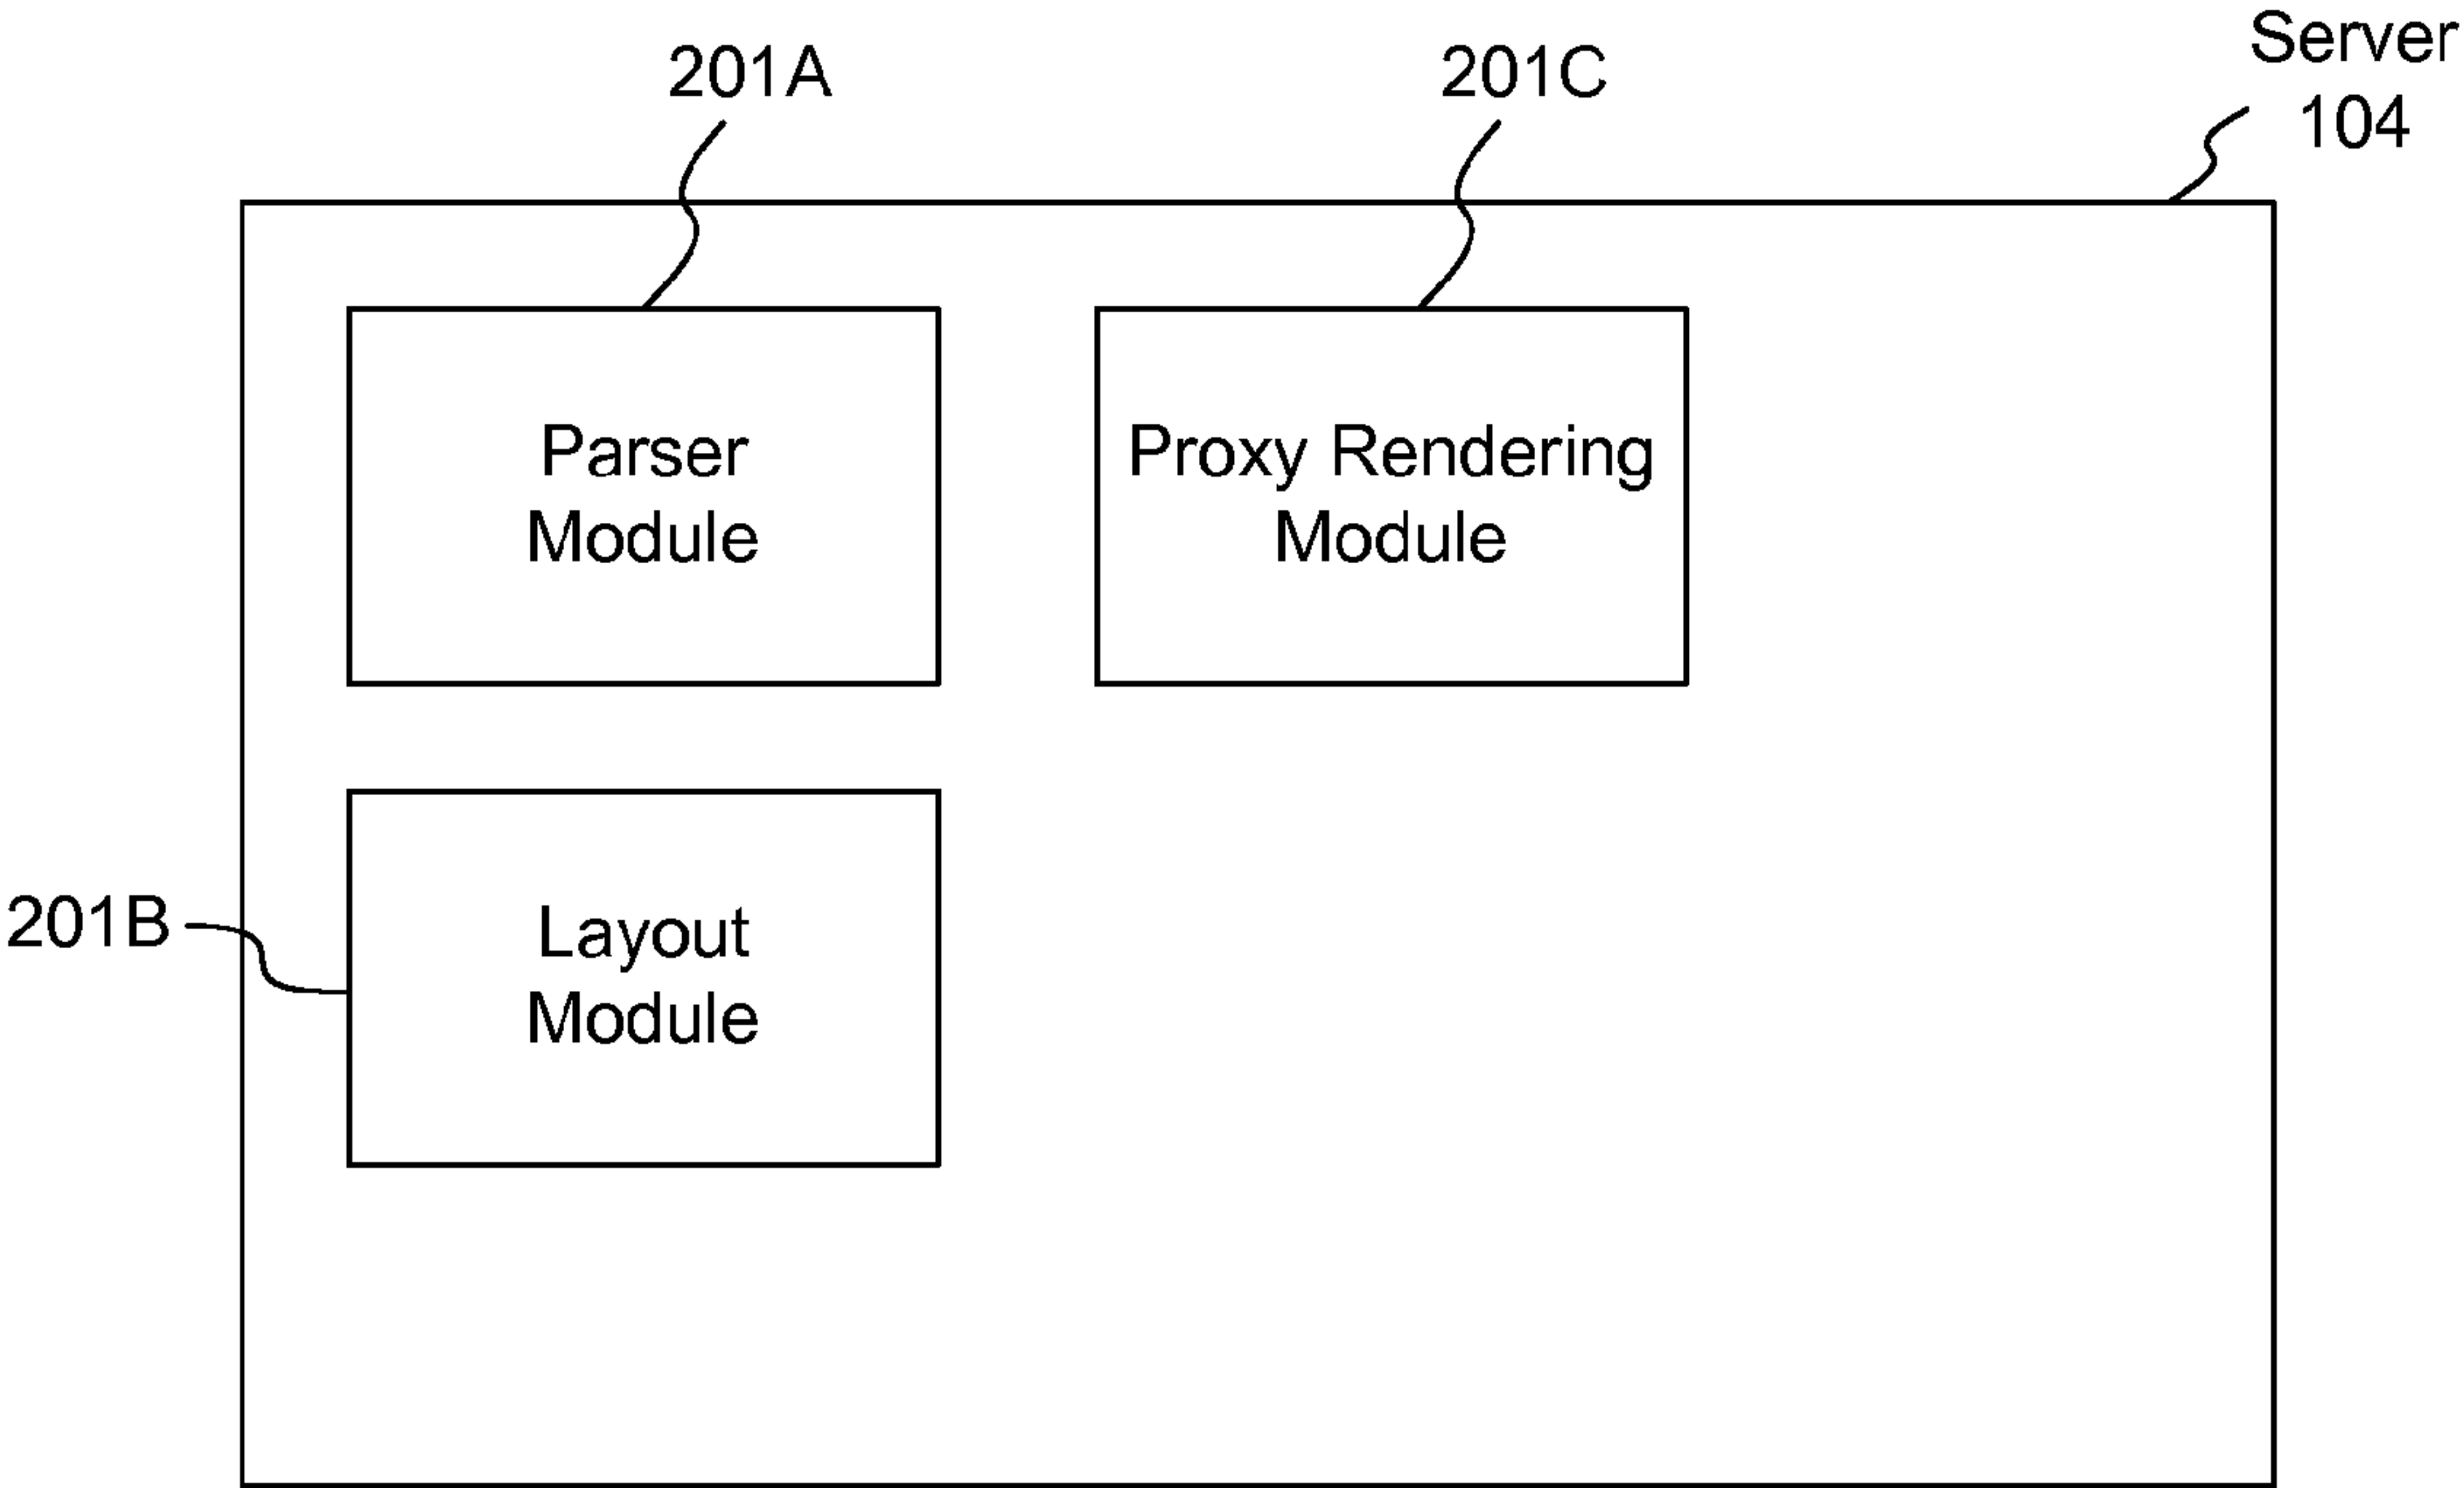 Server
104
201A
201C
Parser
Module
Proxy Rendering
Module
201B
Layout
Module